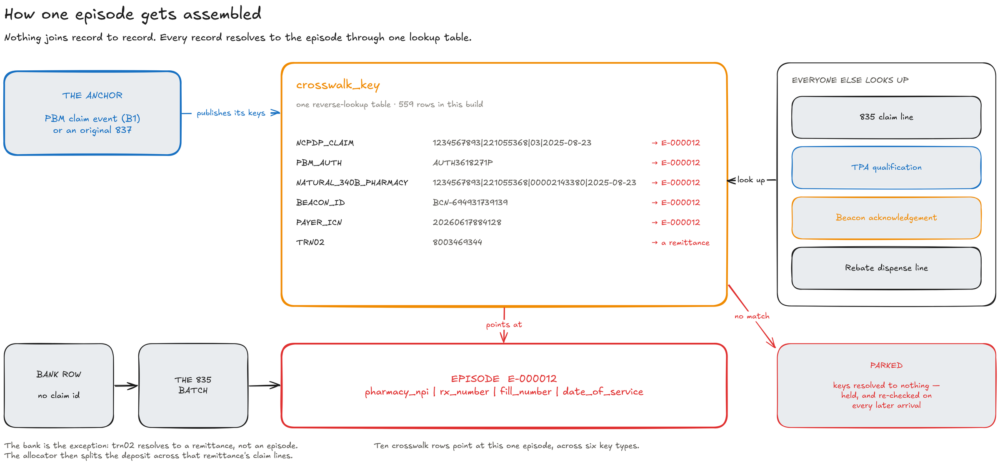 How one episode gets assembled
Nothing joins record to record. Every record resolves to the episode through one lookup table.
THE ANCHOR
PBM claim event (B1)
or an original 837
publishes its keys
crosswalk_key
one reverse-lookup table · 559 rows in this build
NCPDP_CLAIM 1234567893|221055368|03|2025-08-23 → E-000012
PBM_AUTH AUTH3618271P → E-000012
NATURAL_340B_PHARMACY 1234567893|221055368|00002143380|2025-08-23 → E-000012
BEACON_ID BCN-694931739139 → E-000012
PAYER_ICN 20260617884128 → E-000012
TRN02 8003469344 → a remittance
look up
EVERYONE ELSE LOOKS UP
835 claim line
TPA qualification
Beacon acknowledgement
Rebate dispense line
points at
no match
BANK ROW
no claim id
THE 835
BATCH
EPISODE E-000012
pharmacy_npi | rx_number | fill_number | date_of_service
PARKED
keys resolved to nothing —
held, and re-checked on
every later arrival
The bank is the exception: trn02 resolves to a remittance, not an episode.
The allocator then splits the deposit across that remittance's claim lines.
Ten crosswalk rows point at this one episode, across six key types.